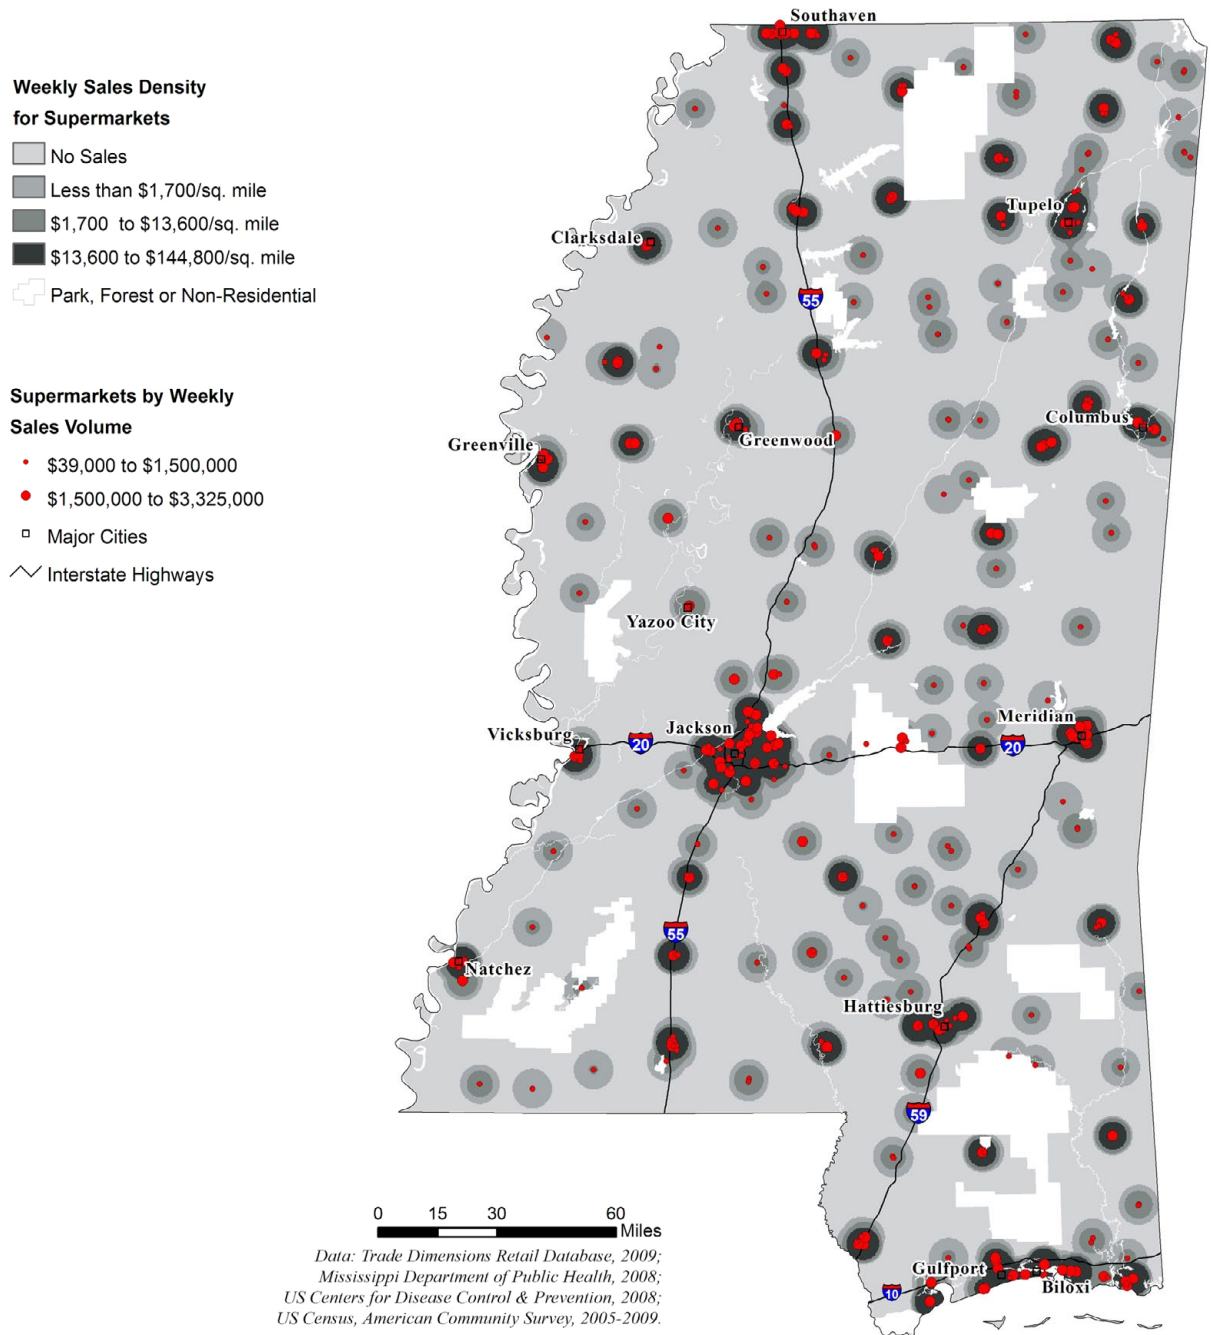 Weekly Sales Density
for Supermarkets
No Sales
Less than $1,700/sq. mile
$1,700 to $13,600/sq. mile
$13,600 to $144,800/sq. mile
Park, Forest or Non-Residential
Supermarkets by Weekly
Sales Volume
$39,000 to $1,500,000
$1,500,000 to $3,325,000
Major Cities
Interstate Highways
Southaven
Tupelo
Clarksdale
55
Columbus
Greenwood
Greenville
Yazoo City
Jackson
Meridian
Vicksburg
20
20
55
Natchez
Hattiesburg
59
Gulfport
Biloxi
10
0 15 30 60
Miles
Data: Trade Dimensions Retail Database, 2009;
Mississippi Department of Public Health, 2008;
US Centers for Disease Control & Prevention, 2008;
US Census, American Community Survey, 2005-2009.